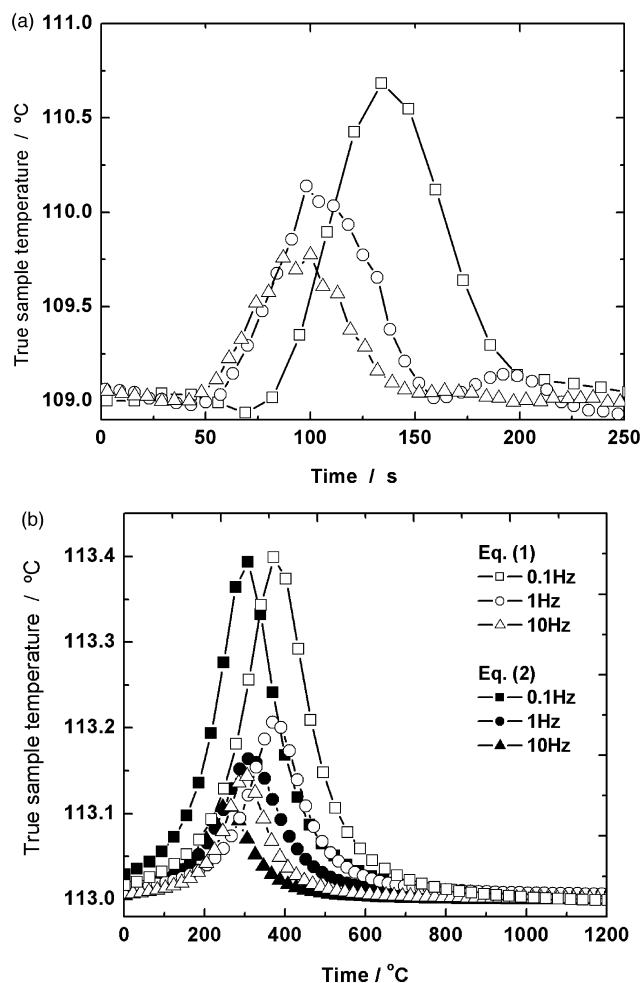 (a)
111.0
110.5
110.0
109.5
109.0
True sample temperature / ºC
0 50 100 150 200 250
Time / s
(b)
113.4
113.3
113.2
113.1
113.0
True sample temperature / ºC
Eq. (1)
0.1Hz
1Hz
10Hz
Eq. (2)
0.1Hz
1Hz
10Hz
0 200 400 600 800 1000 1200
Time / °C